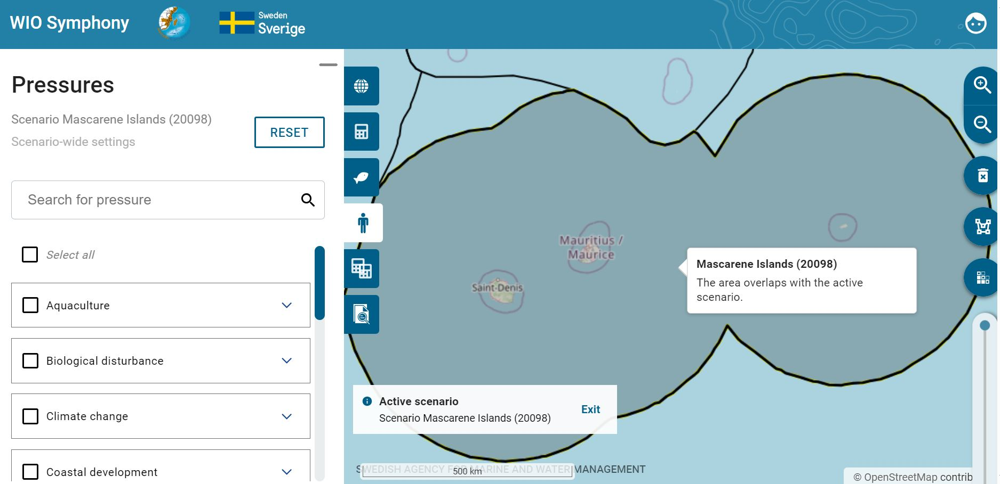 WIO Symphony
Sweden
Sverige
Pressures
Scenario Mascarene Islands (20098)
Scenario-wide settings
RESET
Search for pressure
Select all
Aquaculture
Biological disturbance
Climate change
Coastal development
Mauritius /
Maurice
Saint-Denis
Mascarene Islands (20098)
The area overlaps with the active
scenario.
Active scenario
Scenario Mascarene Islands (20098)
Exit
SWEDISH AGENCY FOR MARINE AND WATER MANAGEMENT
500 km
© OpenStreetMap contrib